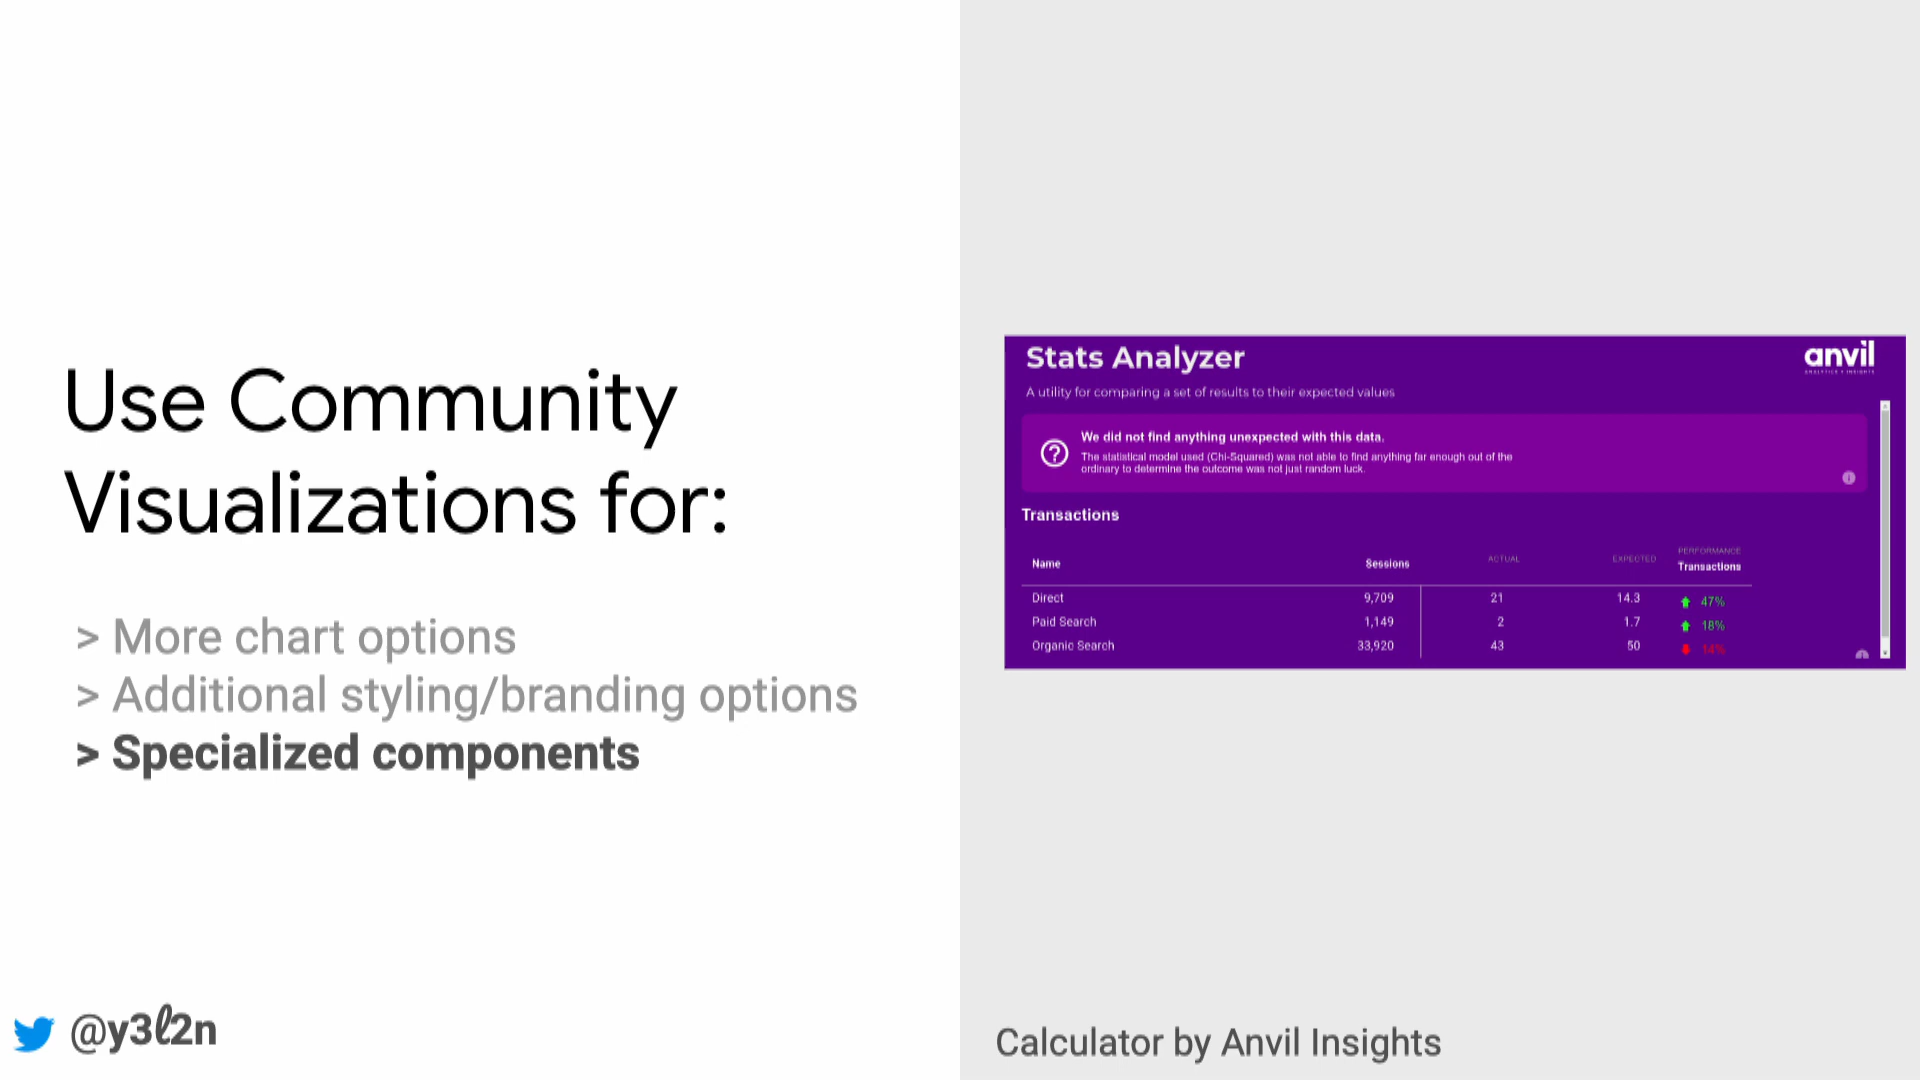 Use Community
Visualizations for:
> More chart options
> Additional styling/branding options
> Specialized components
@y3ℓ2n
Stats Analyzer
anvil
ANALYTICS + INSIGHTS
A utility for comparing a set of results to their expected values
We did not find anything unexpected with this data.
The statistical model used (Chi-Squared) was not able to find anything far enough out of the
ordinary to determine the outcome was not just random luck.
Transactions
Name Sessions ACTUAL EXPECTED PERFORMANCE Transactions
Direct 9,709 21 14.3 47%
Paid Search 1,149 2 1.7 18%
Organic Search 33,920 43 50 14%
Calculator by Anvil Insights